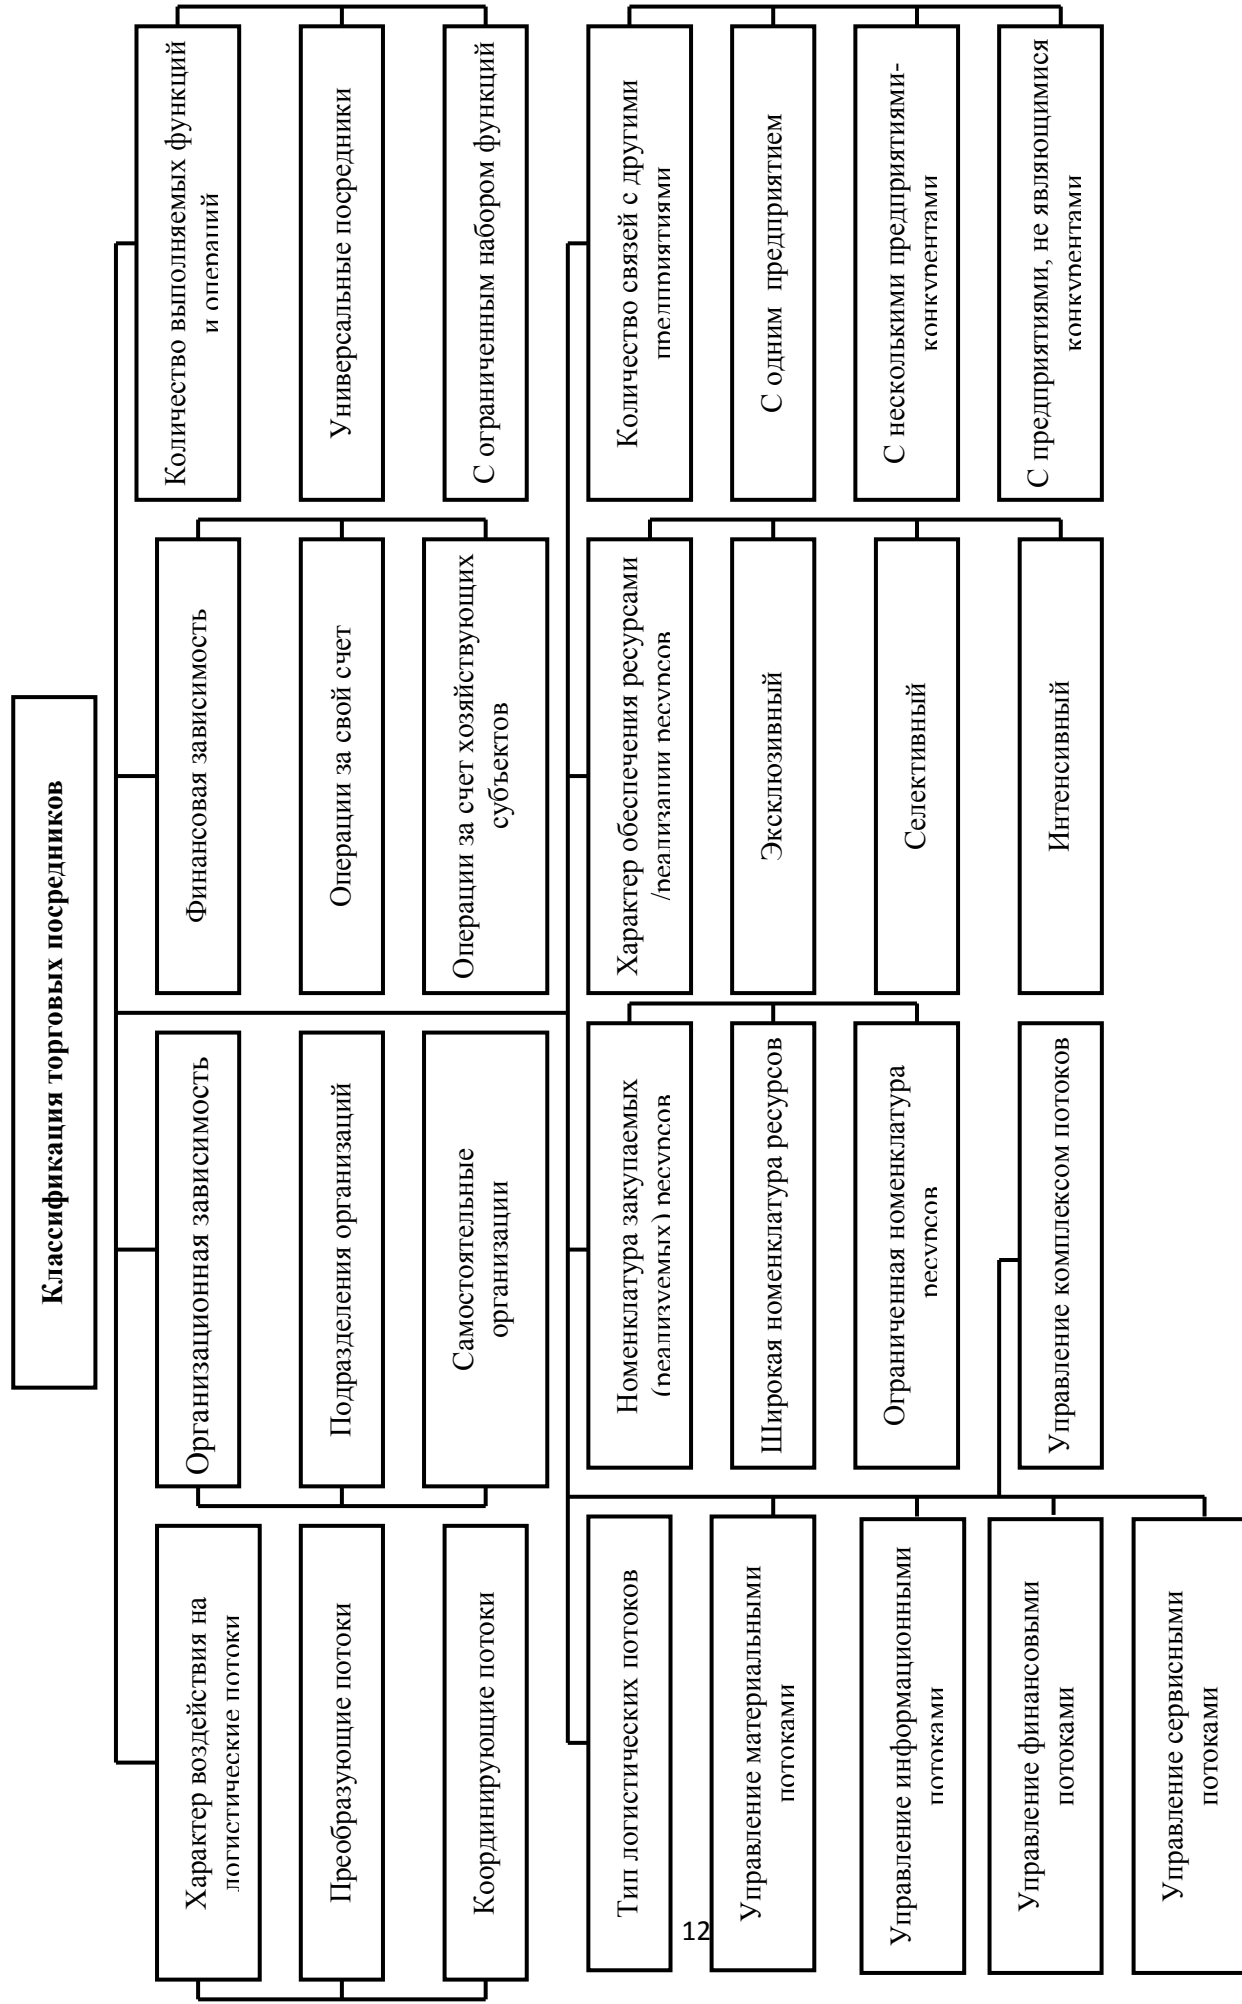 Классификация торговых посредников
Характер воздействия на
логистические потоки
Преобразующие потоки
Координирующие потоки
Организационная зависимость
Подразделения организаций
Самостоятельные
организации
Финансовая зависимость
Операции за свой счет
Операции за счет хозяйствующих
субъектов
Количество выполняемых функций
и операций
Универсальные посредники
С ограниченным набором функций
Тип логистических потоков
Управление материальными
потоками
Управление информационными
потоками
Управление финансовыми
потоками
Управление сервисными
потоками
Управление комплексом потоков
Номенклатура закупаемых
(реализуемых) ресурсов
Широкая номенклатура ресурсов
Ограниченная номенклатура
ресурсов
Характер обеспечения ресурсами
/реализации ресурсов
Эксклюзивный
Селективный
Интенсивный
Количество связей с другими
предприятиями
С одним предприятием
С несколькими предприятиями-
конкурентами
С предприятиями, не являющимися
конкурентами
12